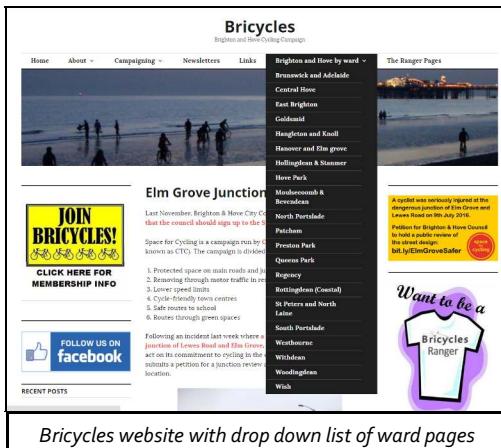 Bricycles
Brighton and Hove Cycling Campaign
Home About Campaigning Newsletters Links Brighton and Hove by ward The Ranger Pages
Brunswick and Adelaide
Central Hove
East Brighton
Goldsmid
Hangleton and Knoll
Hanover and Elm grove
Hollingdean & Stanmer
Hove Park
Moulsecoomb &
Bevendean
North Portslade
Patcham
Preston Park
Queens Park
Regency
Rottingdean (Coastal)
St Peters and North
Laine
South Portslade
Westbourne
Withdean
Woodingdean
Wish
JOIN
BRICYCLES!
CLICK HERE FOR
MEMBERSHIP INFO
FOLLOW US ON
facebook
RECENT POSTS
Elm Grove Junction
Last November, Brighton & Hove City Co
that the council should sign up to the S
Space for Cycling is a campaign run by
known as CTC). The campaign is divided
1. Protected space on main roads and ju
2. Removing through motor traffic in res
3. Lower speed limits
4. Cycle-friendly town centres
5. Safe routes to school
6. Routes through green spaces
Following an incident last week where a
junction of Lewes Road and Elm Grove,
act on its commitment to cycling in the
submits a petition for a junction review
location.
A cyclist was seriously injured at the
dangerous junction of Elm Grove and
Lewes Road on 9th July 2016.
Petition for Brighton & Hove Council
to hold a public review of
the street design:
bit.ly/ElmGroveSafer
space
for
cycling
Want to be a
Bricycles
Ranger
Bricycles website with drop down list of ward pages